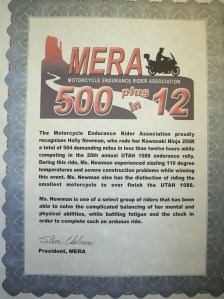 MERA
MOTORCYCLE ENDURANCE RIDER ASSOCIATION
500 plus in 12
The Motorcycle Endurance Rider Association proudly
recognizes Holly Newman, who rode her Kawasaki Ninja 250R
a total of 564 demanding miles in less than twelve hours while
competing in the 20th annual UTAH 1088 endurance rally.
During this ride, Ms. Newman experienced sizzling 110 degree
temperatures and severe construction problems while winning
this event. Ms. Newman also has the distinction of riding the
smallest motorcycle to ever finish the UTAH 1088.
Ms. Newman is one of a select group of riders that has been
able to solve the complicated balancing of her mental and
physical abilities, while battling fatigue and the clock in
order to complete such an arduous ride.
President, MERA